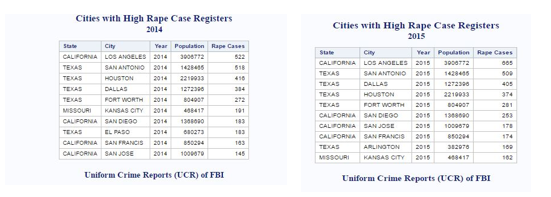 Cities with High Rape Case Registers
2014
State City Year Population Rape Cases
CALIFORNIA LOS ANGELES 2014 3906772 522
TEXAS SAN ANTONIO 2014 1428465 518
TEXAS HOUSTON 2014 2219933 416
TEXAS DALLAS 2014 1272396 384
TEXAS FORT WORTH 2014 804907 272
MISSOURI KANSAS CITY 2014 468417 191
CALIFORNIA SAN DIEGO 2014 1368690 183
TEXAS EL PASO 2014 680273 183
CALIFORNIA SAN FRANCIS 2014 850294 163
CALIFORNIA SAN JOSE 2014 1009679 145
Uniform Crime Reports (UCR) of FBI
Cities with High Rape Case Registers
2015
State City Year Population Rape Cases
CALIFORNIA LOS ANGELES 2015 3906772 665
TEXAS SAN ANTONIO 2015 1428465 509
TEXAS DALLAS 2015 1272396 405
TEXAS HOUSTON 2015 2219933 374
TEXAS FORT WORTH 2015 804907 281
CALIFORNIA SAN DIEGO 2015 1368690 253
CALIFORNIA SAN JOSE 2015 1009679 178
CALIFORNIA SAN FRANCIS 2015 850294 174
TEXAS ARLINGTON 2015 382976 169
MISSOURI KANSAS CITY 2015 468417 162
Uniform Crime Reports (UCR) of FBI